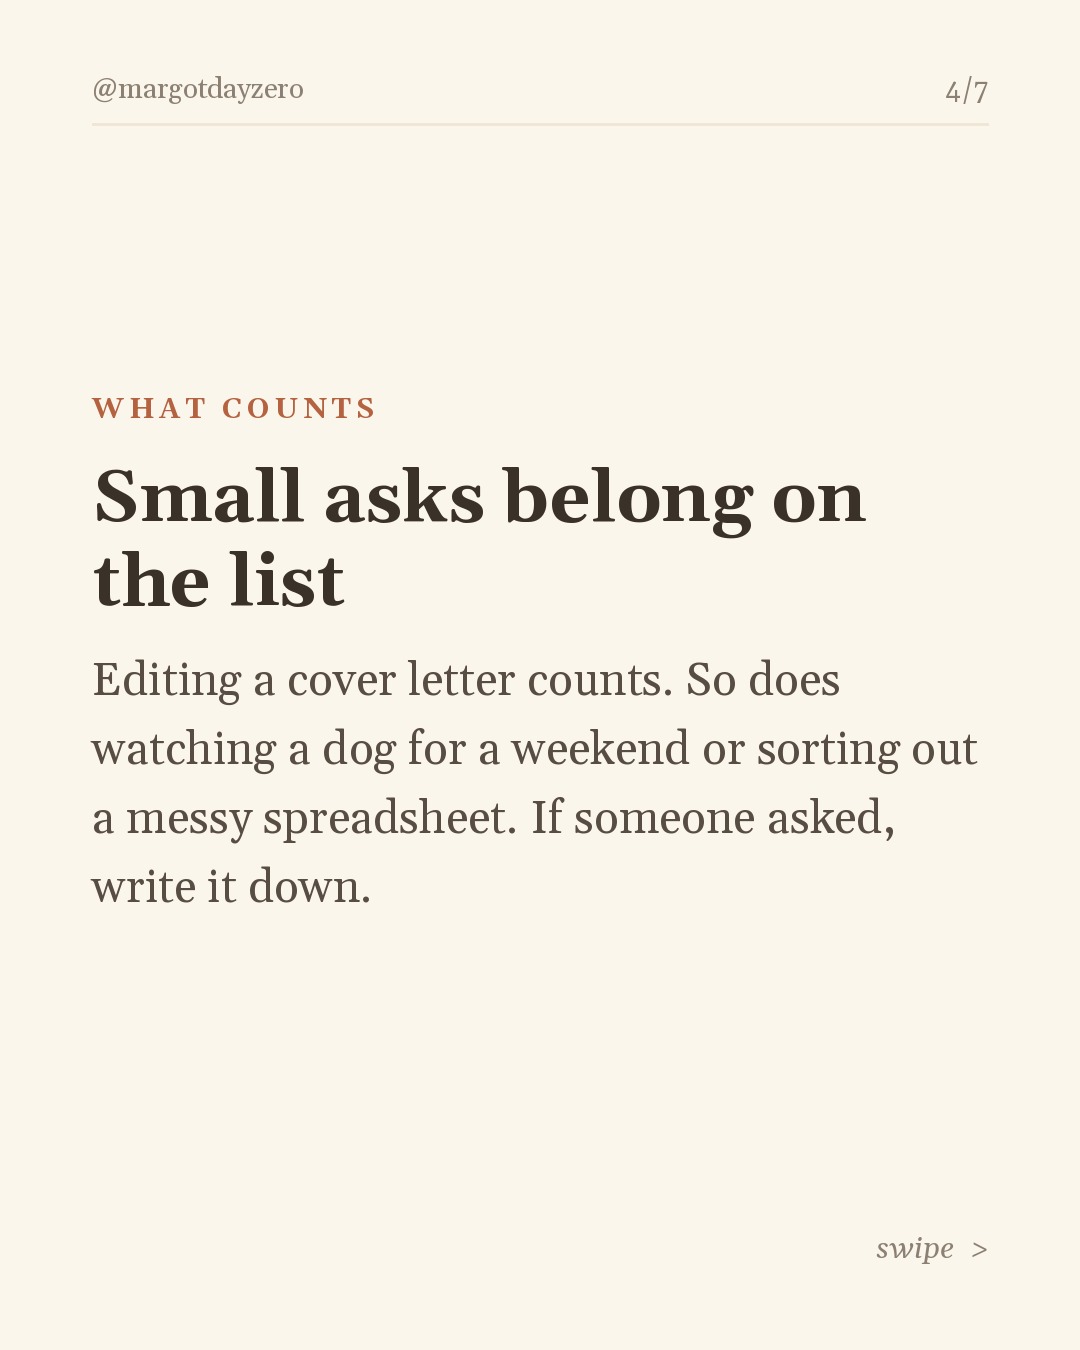 @margotdayzero
4/7
WHAT COUNTS
Small asks belong on
the list
Editing a cover letter counts. So does
watching a dog for a weekend or sorting out
a messy spreadsheet. If someone asked,
write it down.
swipe >